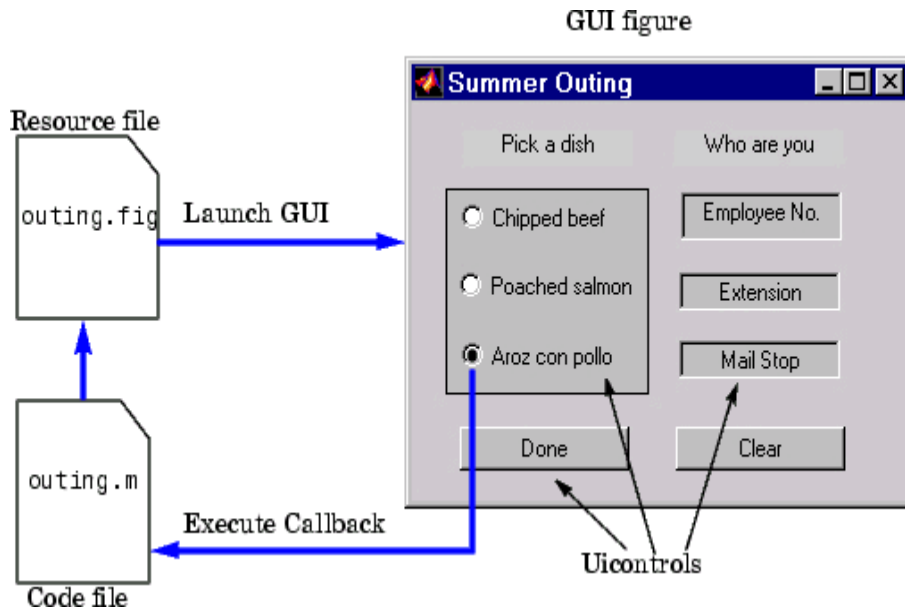 GUI figure
Summer Outing
Resource file
Pick a dish
Who are you
outing.fig
Launch GUI
Chipped beef
Employee No.
Poached salmon
Extension
Aroz con pollo
Mail Stop
outing.m
Done
Clear
Execute Callback
Uicontrols
Code file